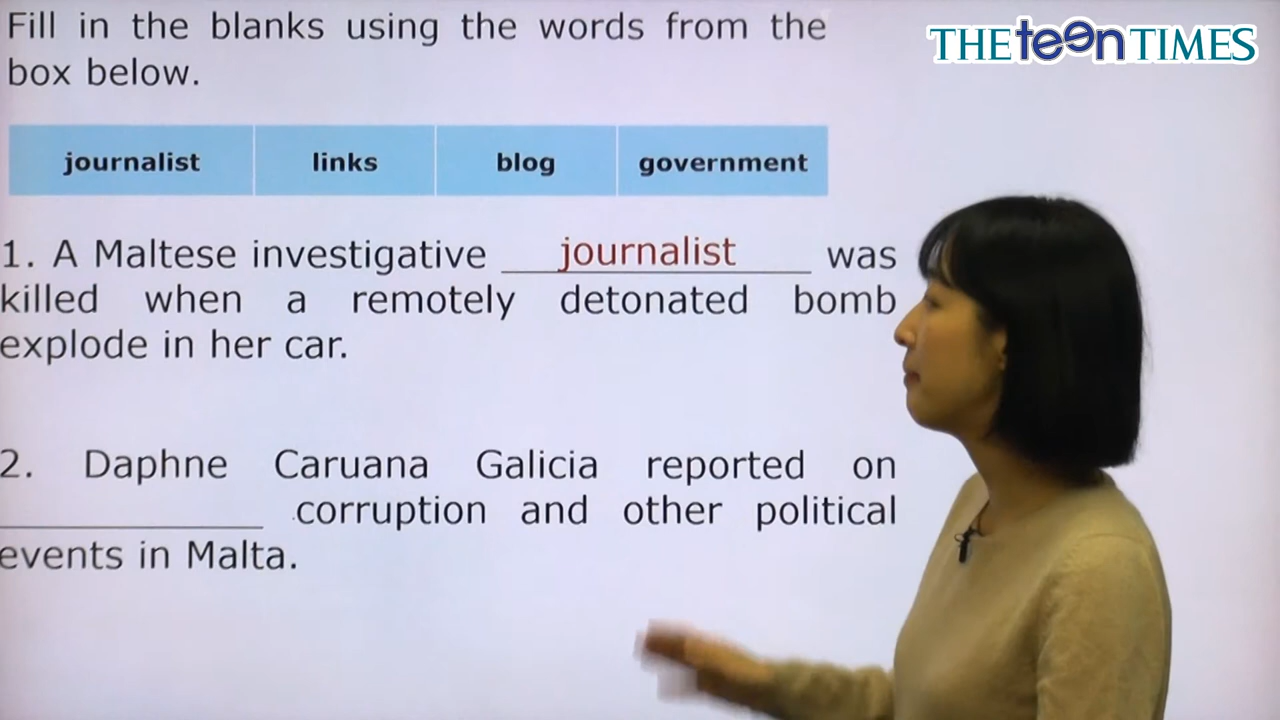 Fill in the blanks using the words from the
THE teen TIMES
box below.
journalist links blog government
1. A Maltese investigative journalist was
killed when a remotely detonated bomb
explode in her car.
2. Daphne Caruana Galicia reported on
corruption and other political
events in Malta.